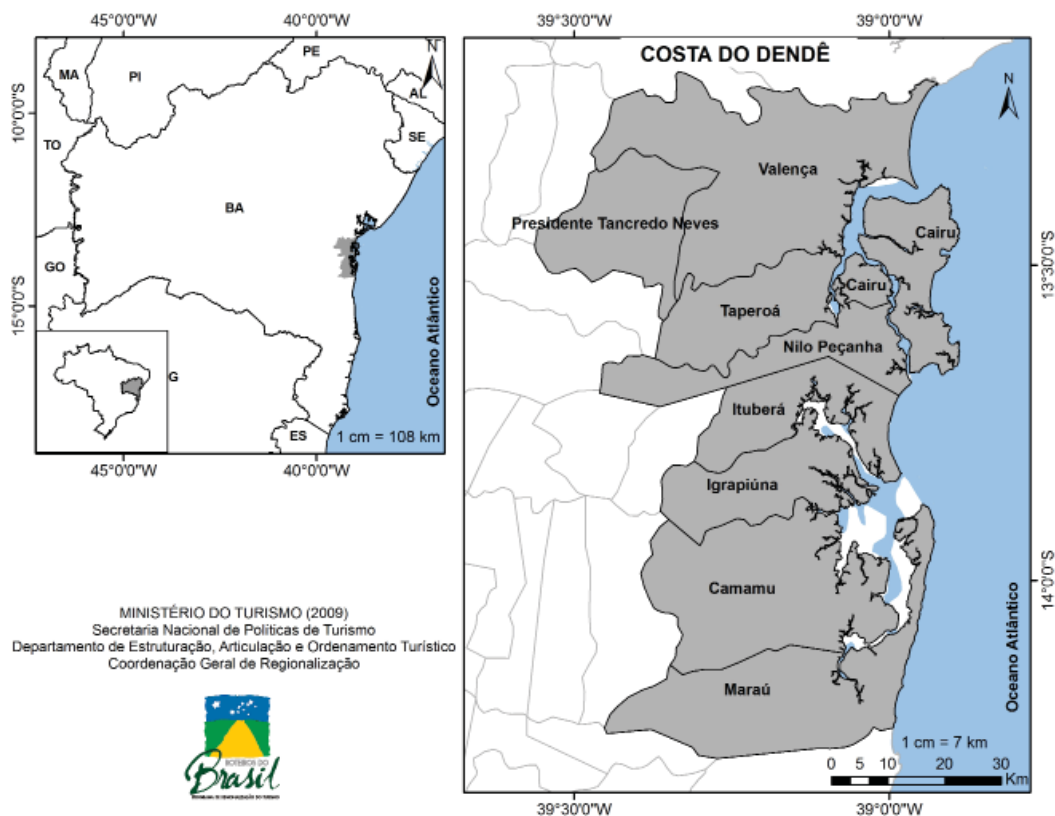 45°0'0"W
40°0'0"W
10°0'0"S
15°0'0"S
N
MA
PI
PE
AL
SE
TO
BA
GO
G
ES
Oceano Atlântico
1 cm = 108 km
45°0'0"W
40°0'0"W
MINISTÉRIO DO TURISMO (2009)
Secretaria Nacional de Políticas de Turismo
Departamento de Estruturação, Articulação e Ordenamento Turístico
Coordenação Geral de Regionalização
ROTEIROS DO
Brasil
39°30'0"W
39°0'0"W
COSTA DO DENDÊ
N
Valença
Presidente Tancredo Neves
Cairu
Cairu
Taperoá
Nilo Peçanha
Ituberá
Igrapiúna
Camamu
Maraú
13°30'0"S
14°0'0"S
Oceano Atlântico
1 cm = 7 km
0 5 10 20 30
Km
39°30'0"W
39°0'0"W